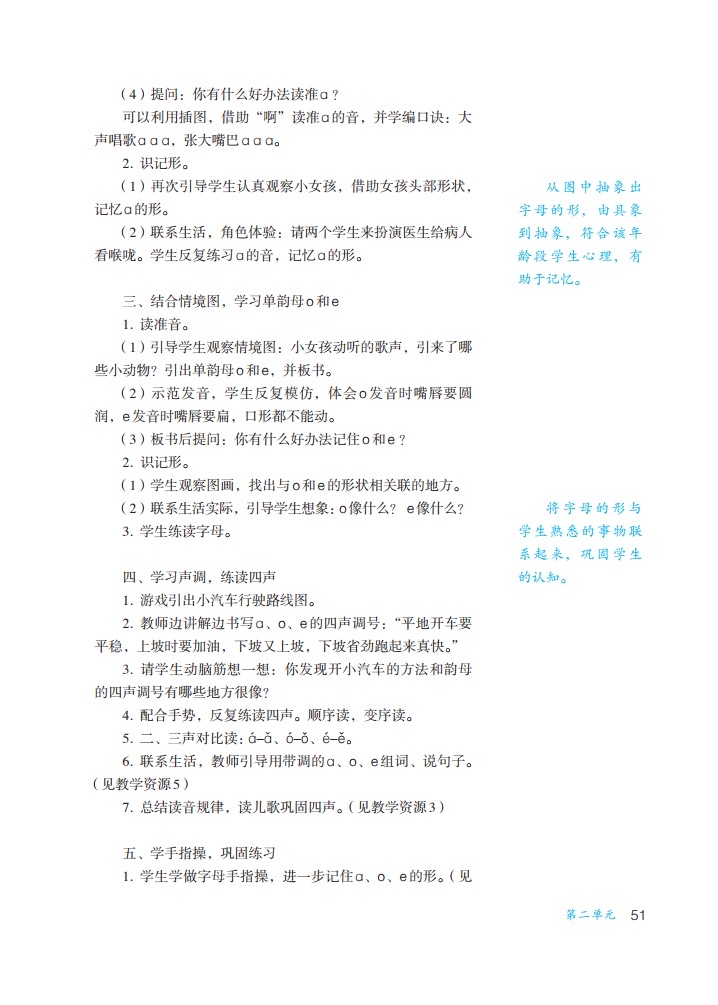 （4）提问：你有什么好办法读准ɑ？
可以利用插图，借助“啊”读准ɑ的音，并学编口诀：大
声唱歌ɑɑɑ，张大嘴巴ɑɑɑ。
2. 识记形。
（1）再次引导学生认真观察小女孩，借助女孩头部形状，
记忆ɑ的形。
（2）联系生活，角色体验：请两个学生来扮演医生给病人
看喉咙。学生反复练习ɑ的音，记忆ɑ的形。
从图中抽象出
字母的形，由具象
到抽象，符合该年
龄段学生心理，有
助于记忆。
三、结合情境图，学习单韵母o和e
1. 读准音。
（1）引导学生观察情境图：小女孩动听的歌声，引来了哪
些小动物？引出单韵母o和e，并板书。
（2）示范发音，学生反复模仿，体会o发音时嘴唇要圆
润，e发音时嘴唇要扁，口形都不能动。
（3）板书后提问：你有什么好办法记住o和e？
2. 识记形。
（1）学生观察图画，找出与o和e的形状相关联的地方。
（2）联系生活实际，引导学生想象：o像什么？e像什么？
3. 学生练读字母。
将字母的形与
学生熟悉的事物联
系起来，巩固学生
的认知。
四、学习声调，练读四声
1. 游戏引出小汽车行驶路线图。
2. 教师边讲解边书写ɑ、o、e的四声调号：“平地开车要
平稳，上坡时要加油，下坡又上坡，下坡省劲跑起来真快。”
3. 请学生动脑筋想一想：你发现开小汽车的方法和韵母
的四声调号有哪些地方很像？
4. 配合手势，反复练读四声。顺序读，变序读。
5. 二、三声对比读：ɑ́–ɑ̌、ó–ǒ、é–ě。
6. 联系生活，教师引导用带调的ɑ、o、e组词、说句子。
（见教学资源5）
7. 总结读音规律，读儿歌巩固四声。（见教学资源3）
五、学手指操，巩固练习
1. 学生学做字母手指操，进一步记住ɑ、o、e的形。（见
第二单元 51